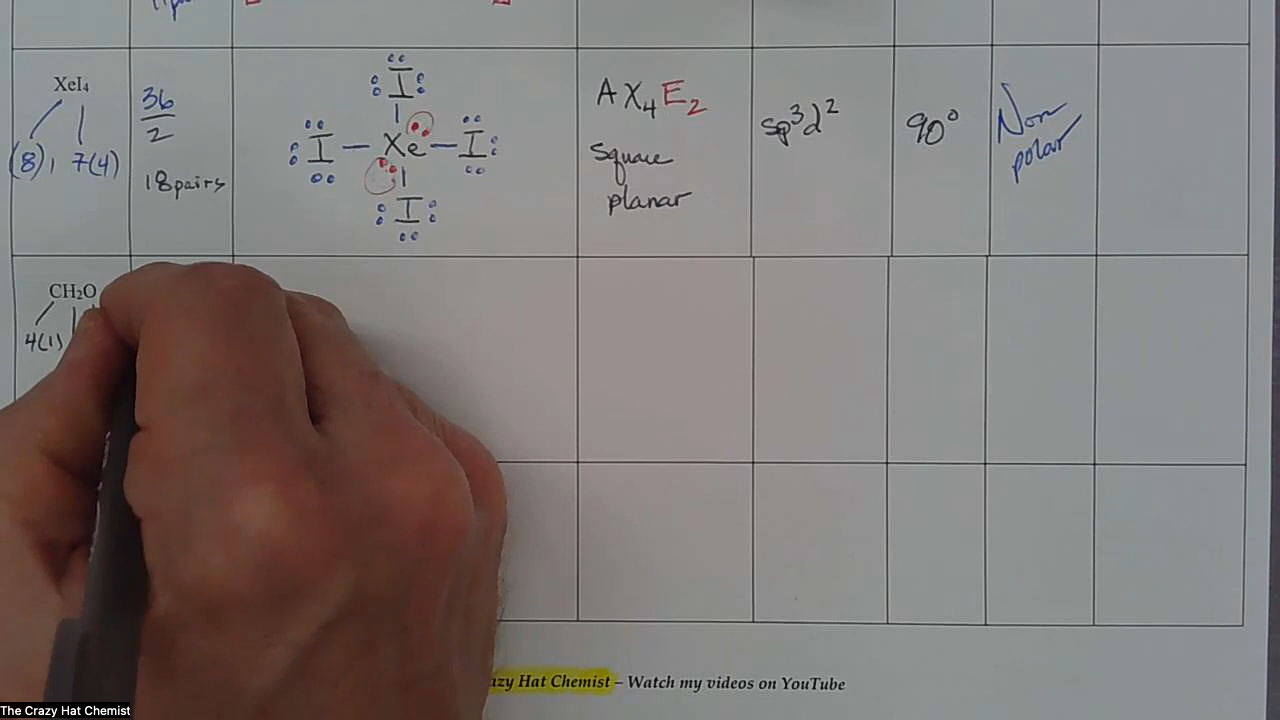 XeI₄
(8), 7(4)
36
2
18 pairs
I
I — Xe — I
I
AX₄E₂
Square
planar
sp³d²
90°
Non
polar
CH₂O
4(1)
azy Hat Chemist – Watch my videos on YouTube
The Crazy Hat Chemist